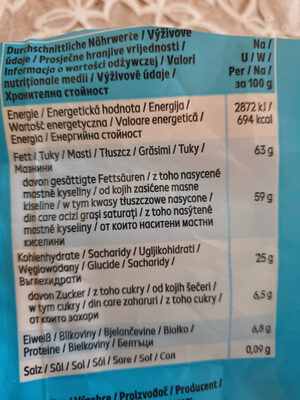 Durchschnittliche Nährwerte / Výživové
údaje / Prosječne hranjive vrijednosti /
Informacja o wartości odżywczej / Valori
nutriționale medii / Výživové údaje /
Хранителна стойност
Na /
U / W /
Per / Na /
за 100 g
Energie / Energetická hodnota / Energija /
Wartość energetyczna / Valoare energetică /
Energia / Енергийна стойност
2872 kJ /
694 kcal
Fett / Tuky / Masti / Tłuszcz / Grăsimi / Tuky /
Мазнини
63 g
davon gesättigte Fettsäuren / z toho nasycené
mastné kyseliny / od kojih zasićene masne
kiseline / w tym kwasy tłuszczowe nasycone /
din care acizi grași saturați / z toho nasýtené
mastné kyseliny / от които наситени мастни
киселини
59 g
Kohlenhydrate / Sacharidy / Ugljikohidrati /
Węglowodany / Glucide / Sacharidy /
Въглехидрати
25 g
davon Zucker / z toho cukry / od kojih šećeri /
w tym cukry / din care zaharuri / z toho cukry /
от които захари
6,5 g
Eiweiß / Bílkoviny / Bjelančevine / Białko /
Proteine / Bielkoviny / Белтъци
6,8 g
Salz / Sůl / Sol / Sól / Sare / Soľ / Сол
0,09 g
/ Výrobce / Proizvođač / Producent /